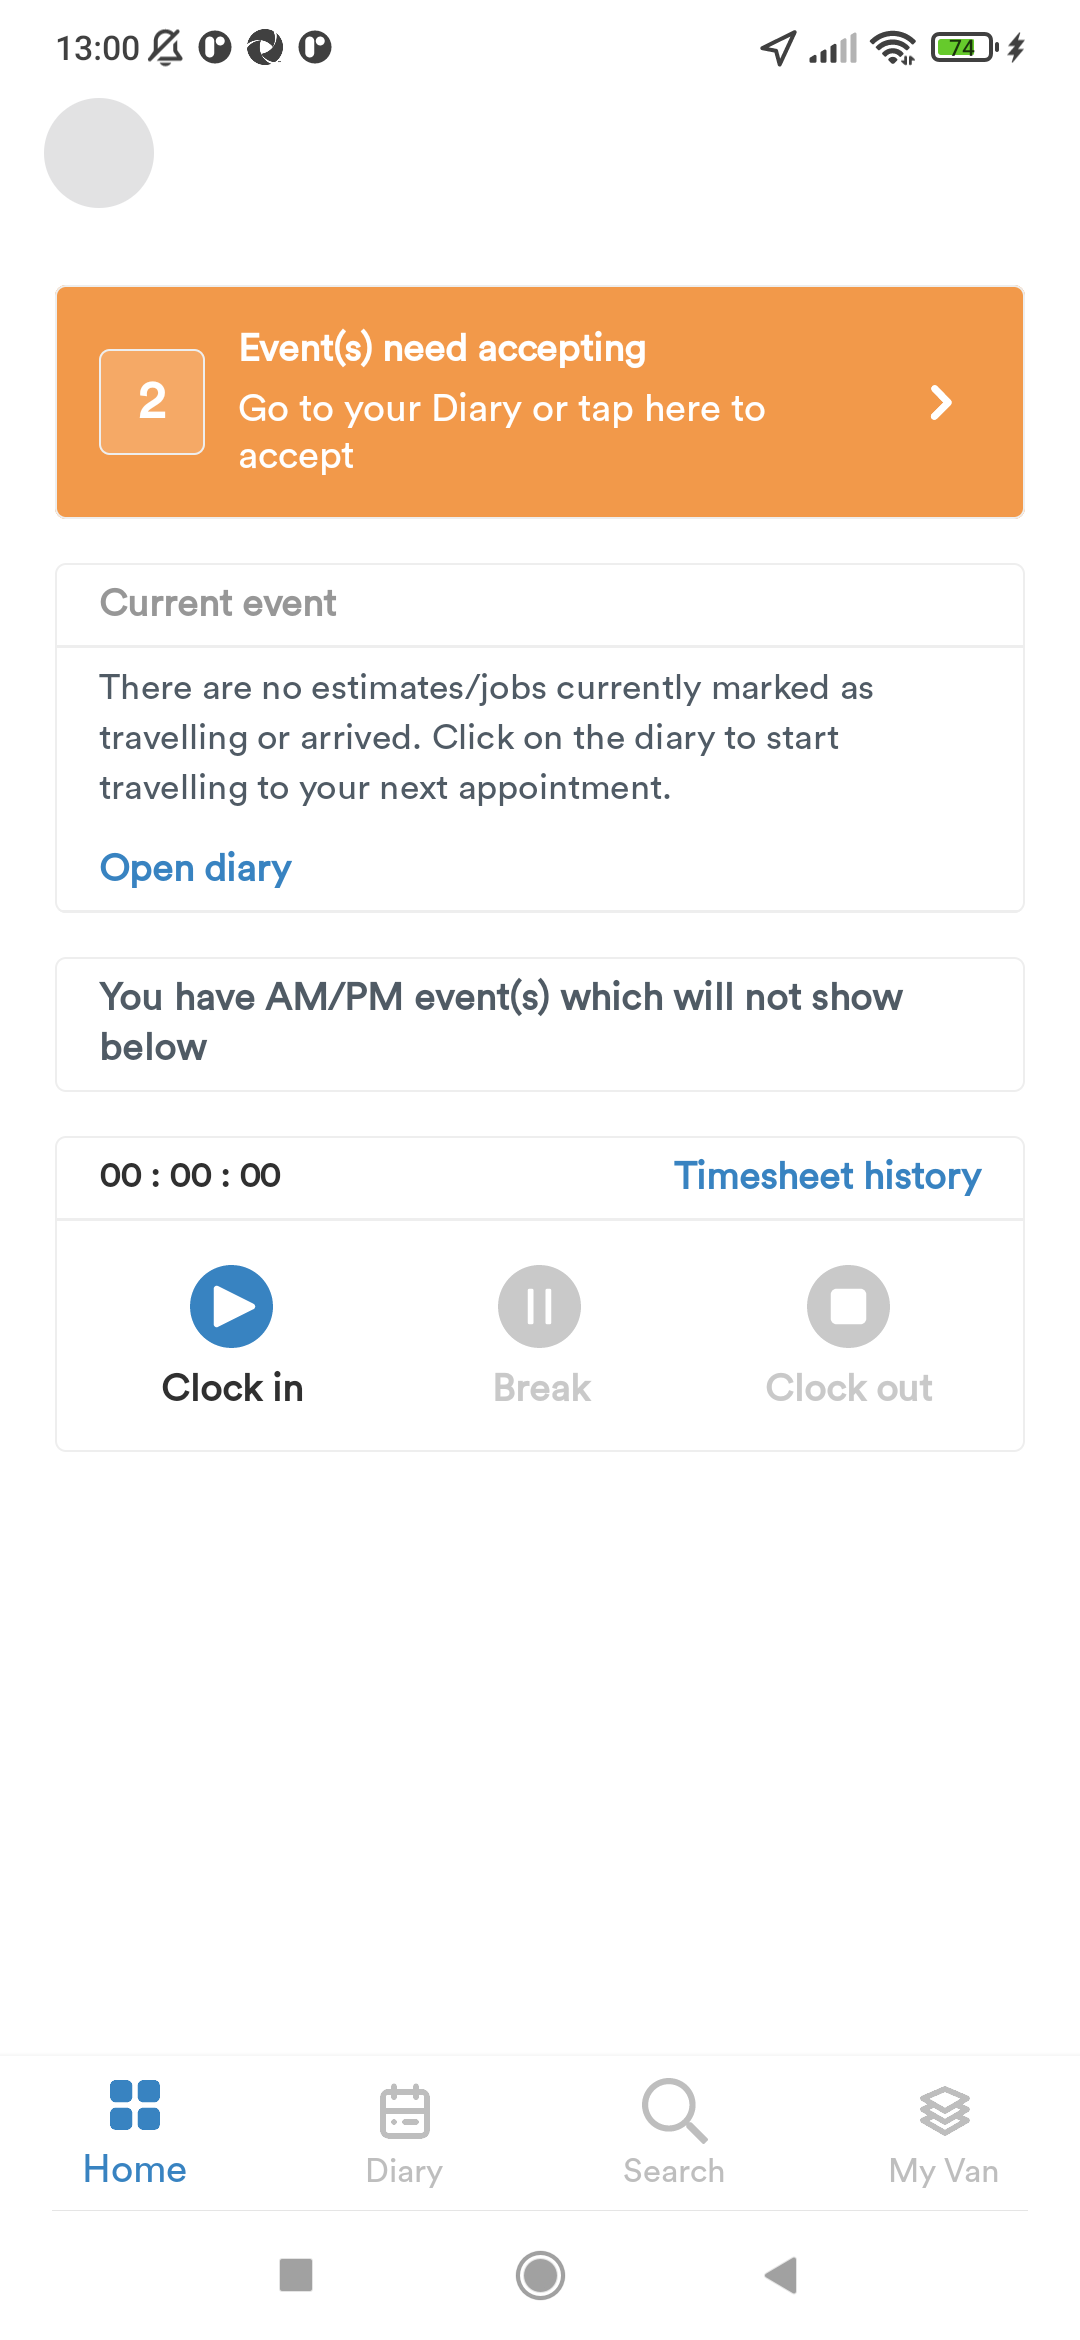 13:00
74
2
Event(s) need accepting
Go to your Diary or tap here to
accept
Current event
There are no estimates/jobs currently marked as
travelling or arrived. Click on the diary to start
travelling to your next appointment.
Open diary
You have AM/PM event(s) which will not show
below
00 : 00 : 00
Timesheet history
Clock in
Break
Clock out
Home
Diary
Search
My Van